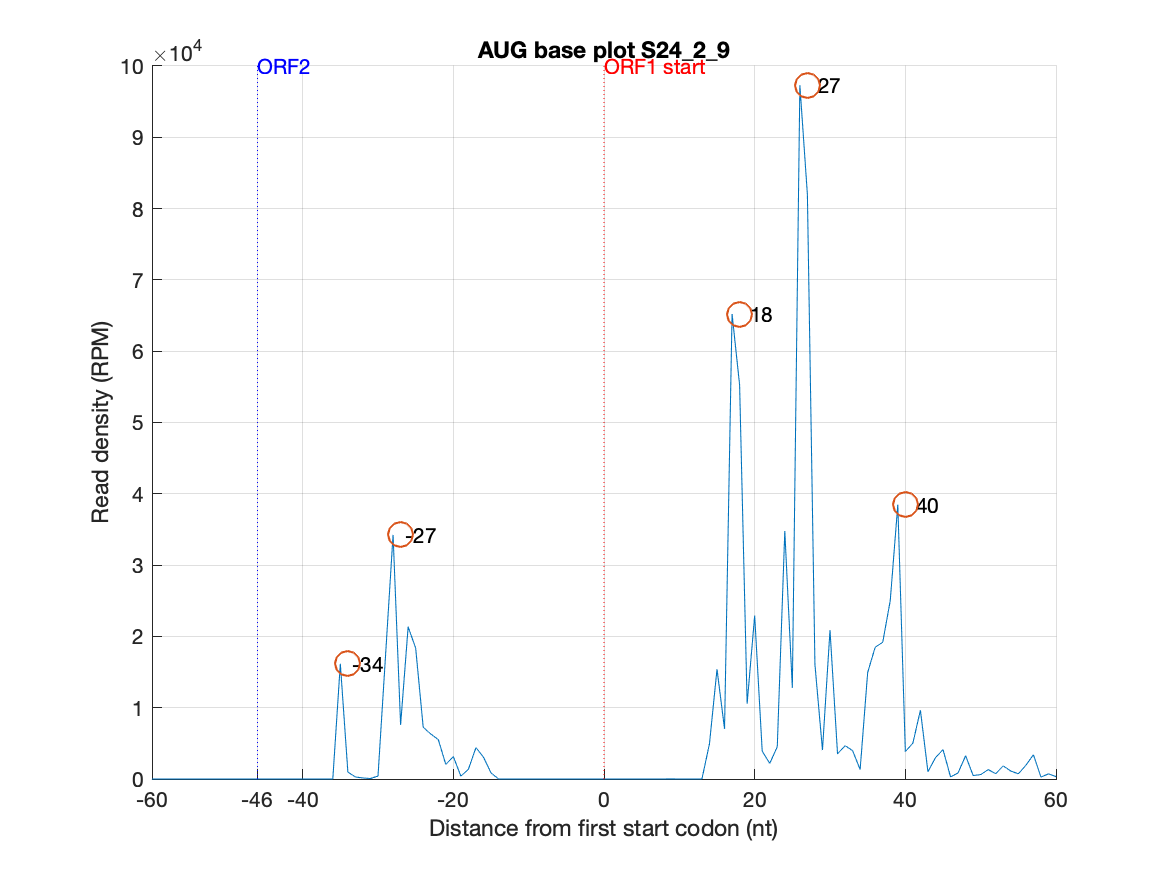 AUG base plot S24_2_9
×10⁴
ORF2
ORF1 start
10
9
8
7
6
5
4
3
2
1
0
Read density (RPM)
27
18
40
-27
-34
-60 -46 -40 -20 0 20 40 60
Distance from first start codon (nt)